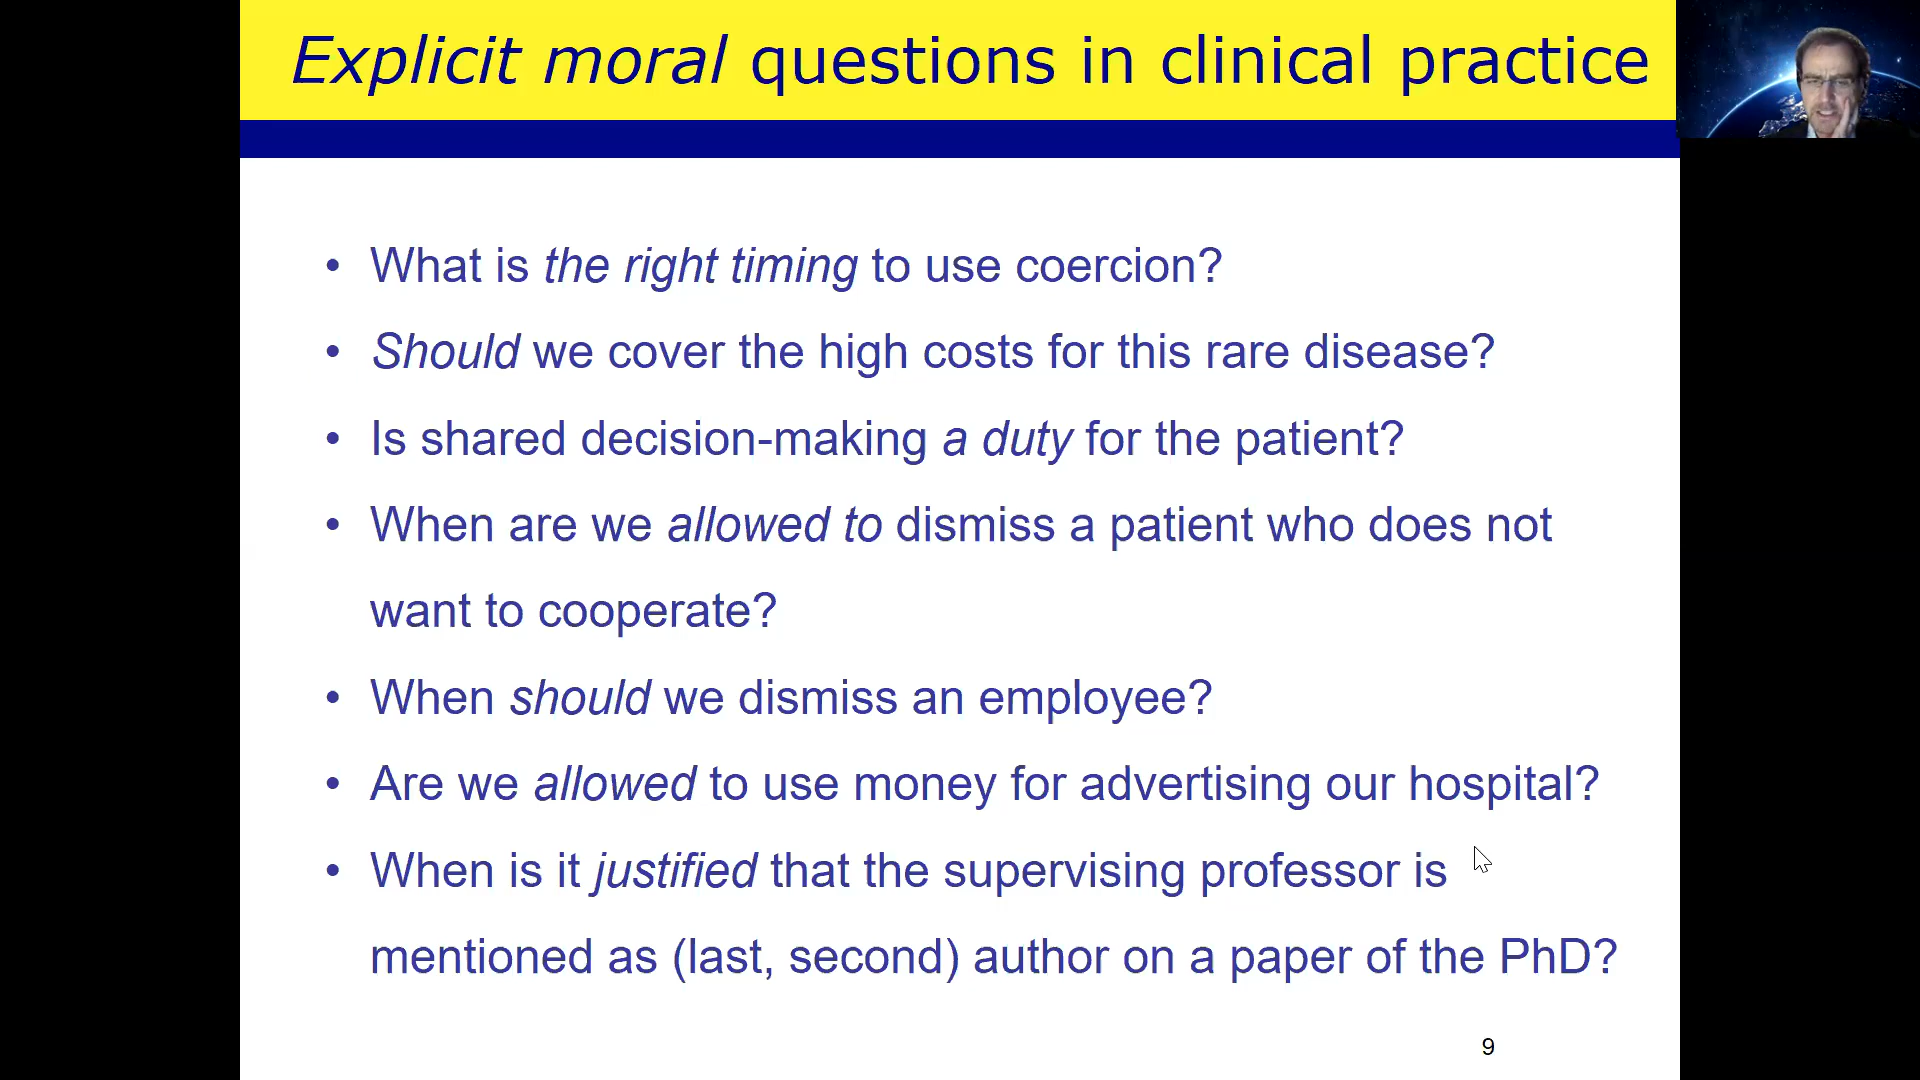 Explicit moral questions in clinical practice
• What is the right timing to use coercion?
• Should we cover the high costs for this rare disease?
• Is shared decision-making a duty for the patient?
• When are we allowed to dismiss a patient who does not
want to cooperate?
• When should we dismiss an employee?
• Are we allowed to use money for advertising our hospital?
• When is it justified that the supervising professor is
mentioned as (last, second) author on a paper of the PhD?
9